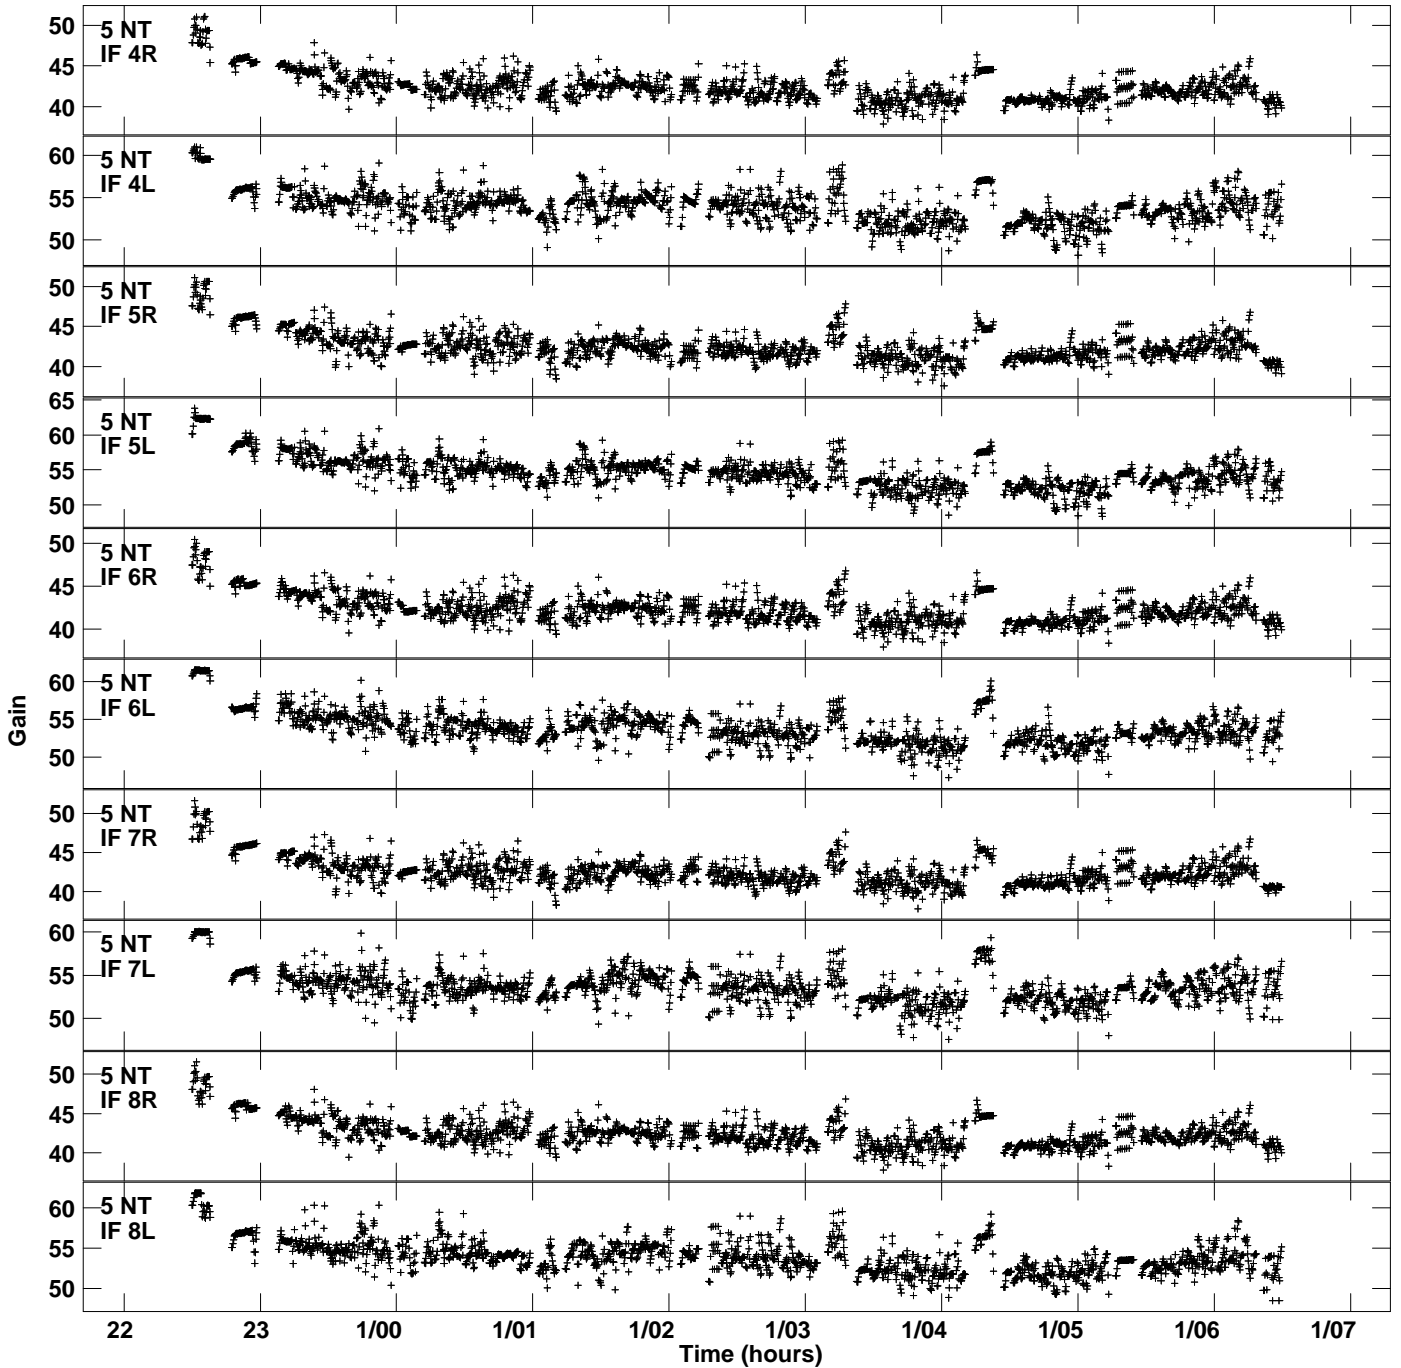 50
45
40
5 NT
IF 4R
60
55
50
5 NT
IF 4L
50
45
40
5 NT
IF 5R
65
60
55
50
5 NT
IF 5L
50
45
40
5 NT
IF 6R
60
55
50
5 NT
IF 6L
50
45
40
5 NT
IF 7R
60
55
50
5 NT
IF 7L
50
45
40
5 NT
IF 8R
60
55
50
5 NT
IF 8L
Gain
22 23 1/00 1/01 1/02 1/03 1/04 1/05 1/06 1/07
Time (hours)